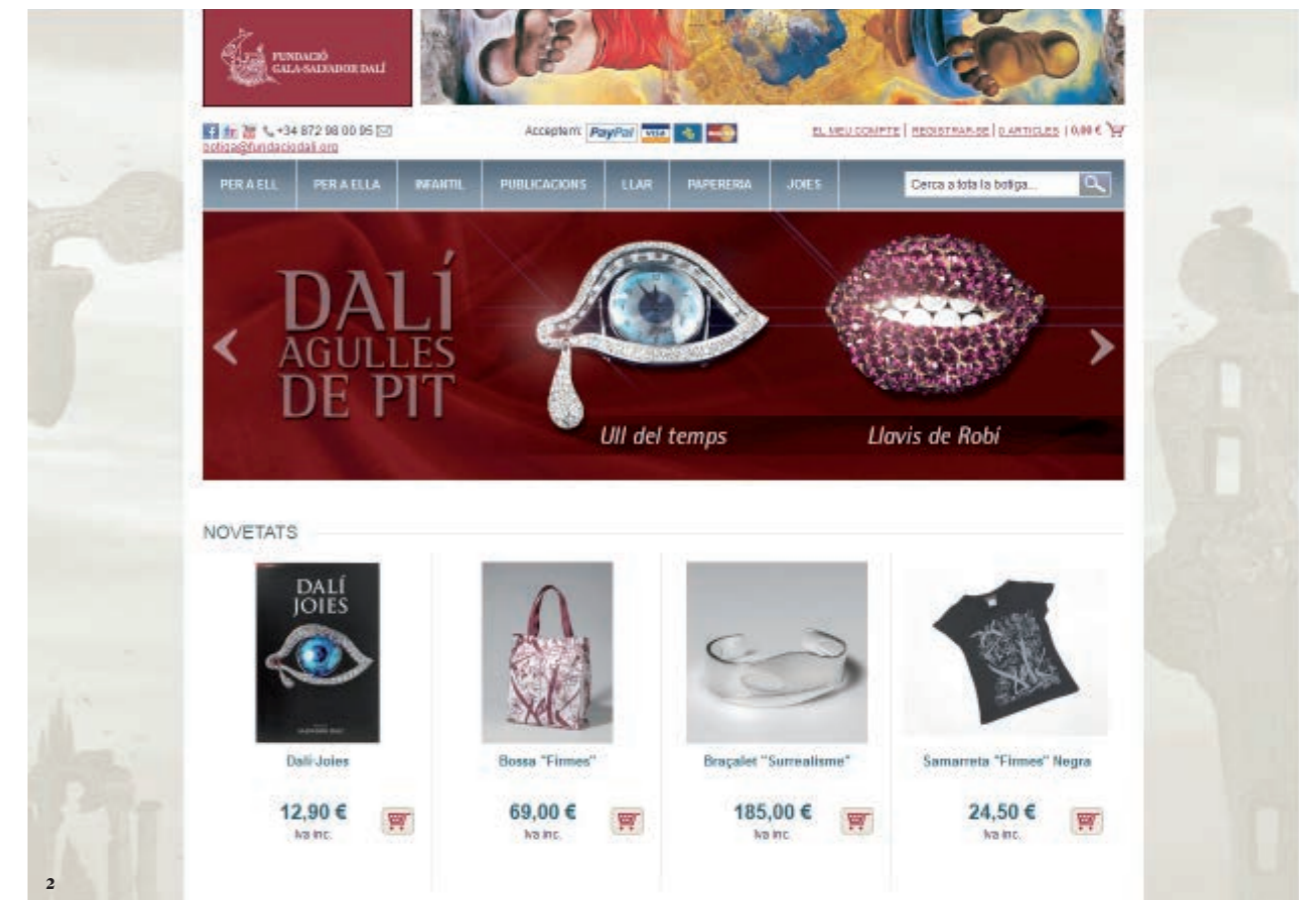 FUNDACIÓ
GALA-SALVADOR DALÍ
+34 872 98 00 95
botiga@fundaciodali.org
Acceptem: PayPal VISA
EL MEU COMPTE | REGISTRAR-SE | 0 ARTICLES | 0,00 €
PER A ELL PER A ELLA INFANTIL PUBLICACIONS LLAR PAPERERIA JOIES Cerca a tota la botiga...
DALÍ
AGULLES
DE PIT
Ull del temps Llavis de Robí
NOVETATS
DALÍ
JOIES
Dalí-Joies Bossa "Firmes" Braçalet "Surrealisme" Samarreta "Firmes" Negra
12,90 € 69,00 € 185,00 € 24,50 €
Iva inc. Iva inc. Iva inc. Iva inc.
2